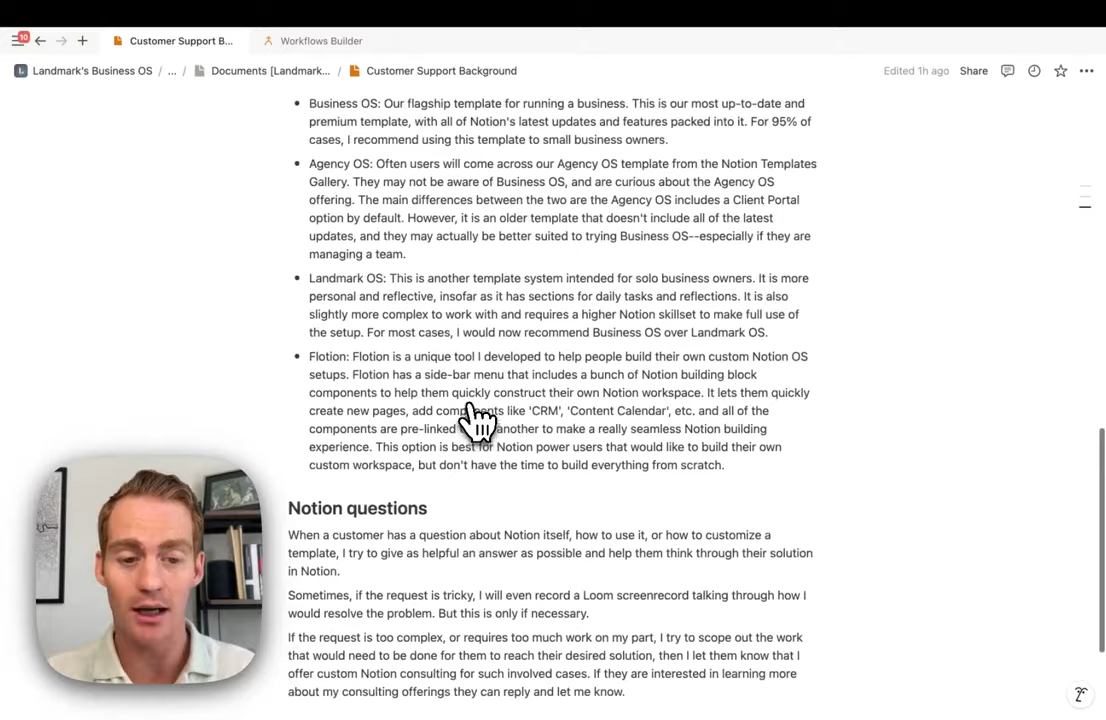 10
Customer Support B...
Workflows Builder
Landmark's Business OS / ... / Documents [Landmark... / Customer Support Background
Edited 1h ago
Share
• Business OS: Our flagship template for running a business. This is our most up-to-date and
premium template, with all of Notion's latest updates and features packed into it. For 95% of
cases, I recommend using this template to small business owners.
• Agency OS: Often users will come across our Agency OS template from the Notion Templates
Gallery. They may not be aware of Business OS, and are curious about the Agency OS
offering. The main differences between the two are the Agency OS includes a Client Portal
option by default. However, it is an older template that doesn't include all of the latest
updates, and they may actually be better suited to trying Business OS--especially if they are
managing a team.
• Landmark OS: This is another template system intended for solo business owners. It is more
personal and reflective, insofar as it has sections for daily tasks and reflections. It is also
slightly more complex to work with and requires a higher Notion skillset to make full use of
the setup. For most cases, I would now recommend Business OS over Landmark OS.
• Flotion: Flotion is a unique tool I developed to help people build their own custom Notion OS
setups. Flotion has a side-bar menu that includes a bunch of Notion building block
components to help them quickly construct their own Notion workspace. It lets them quickly
create new pages, add components like 'CRM', 'Content Calendar', etc. and all of the
components are pre-linked another to make a really seamless Notion building
experience. This option is best for Notion power users that would like to build their own
custom workspace, but don't have the time to build everything from scratch.
Notion questions
When a customer has a question about Notion itself, how to use it, or how to customize a
template, I try to give as helpful an answer as possible and help them think through their solution
in Notion.
Sometimes, if the request is tricky, I will even record a Loom screenrecord talking through how I
would resolve the problem. But this is only if necessary.
If the request is too complex, or requires too much work on my part, I try to scope out the work
that would need to be done for them to reach their desired solution, then I let them know that I
offer custom Notion consulting for such involved cases. If they are interested in learning more
about my consulting offerings they can reply and let me know.